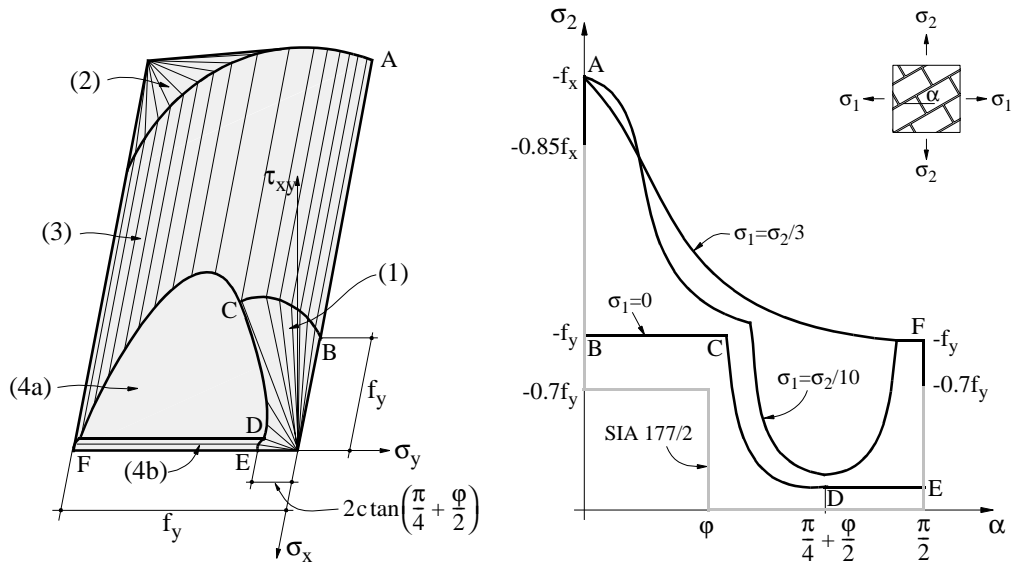 A
(2)
τxy
(3)
(1)
C
B
(4a)
fy
D
F
(4b)
E
σy
2c tan(π/4 + φ/2)
fy
σx
σ2
A
-fx
-0.85fx
σ2
σ1
α
σ1
σ2
σ1=σ2/3
σ1=0
-fy
B
C
F
-fy
σ1=σ2/10
-0.7fy
-0.7fy
SIA 177/2
D
E
φ
π/4 + φ/2
π/2
α